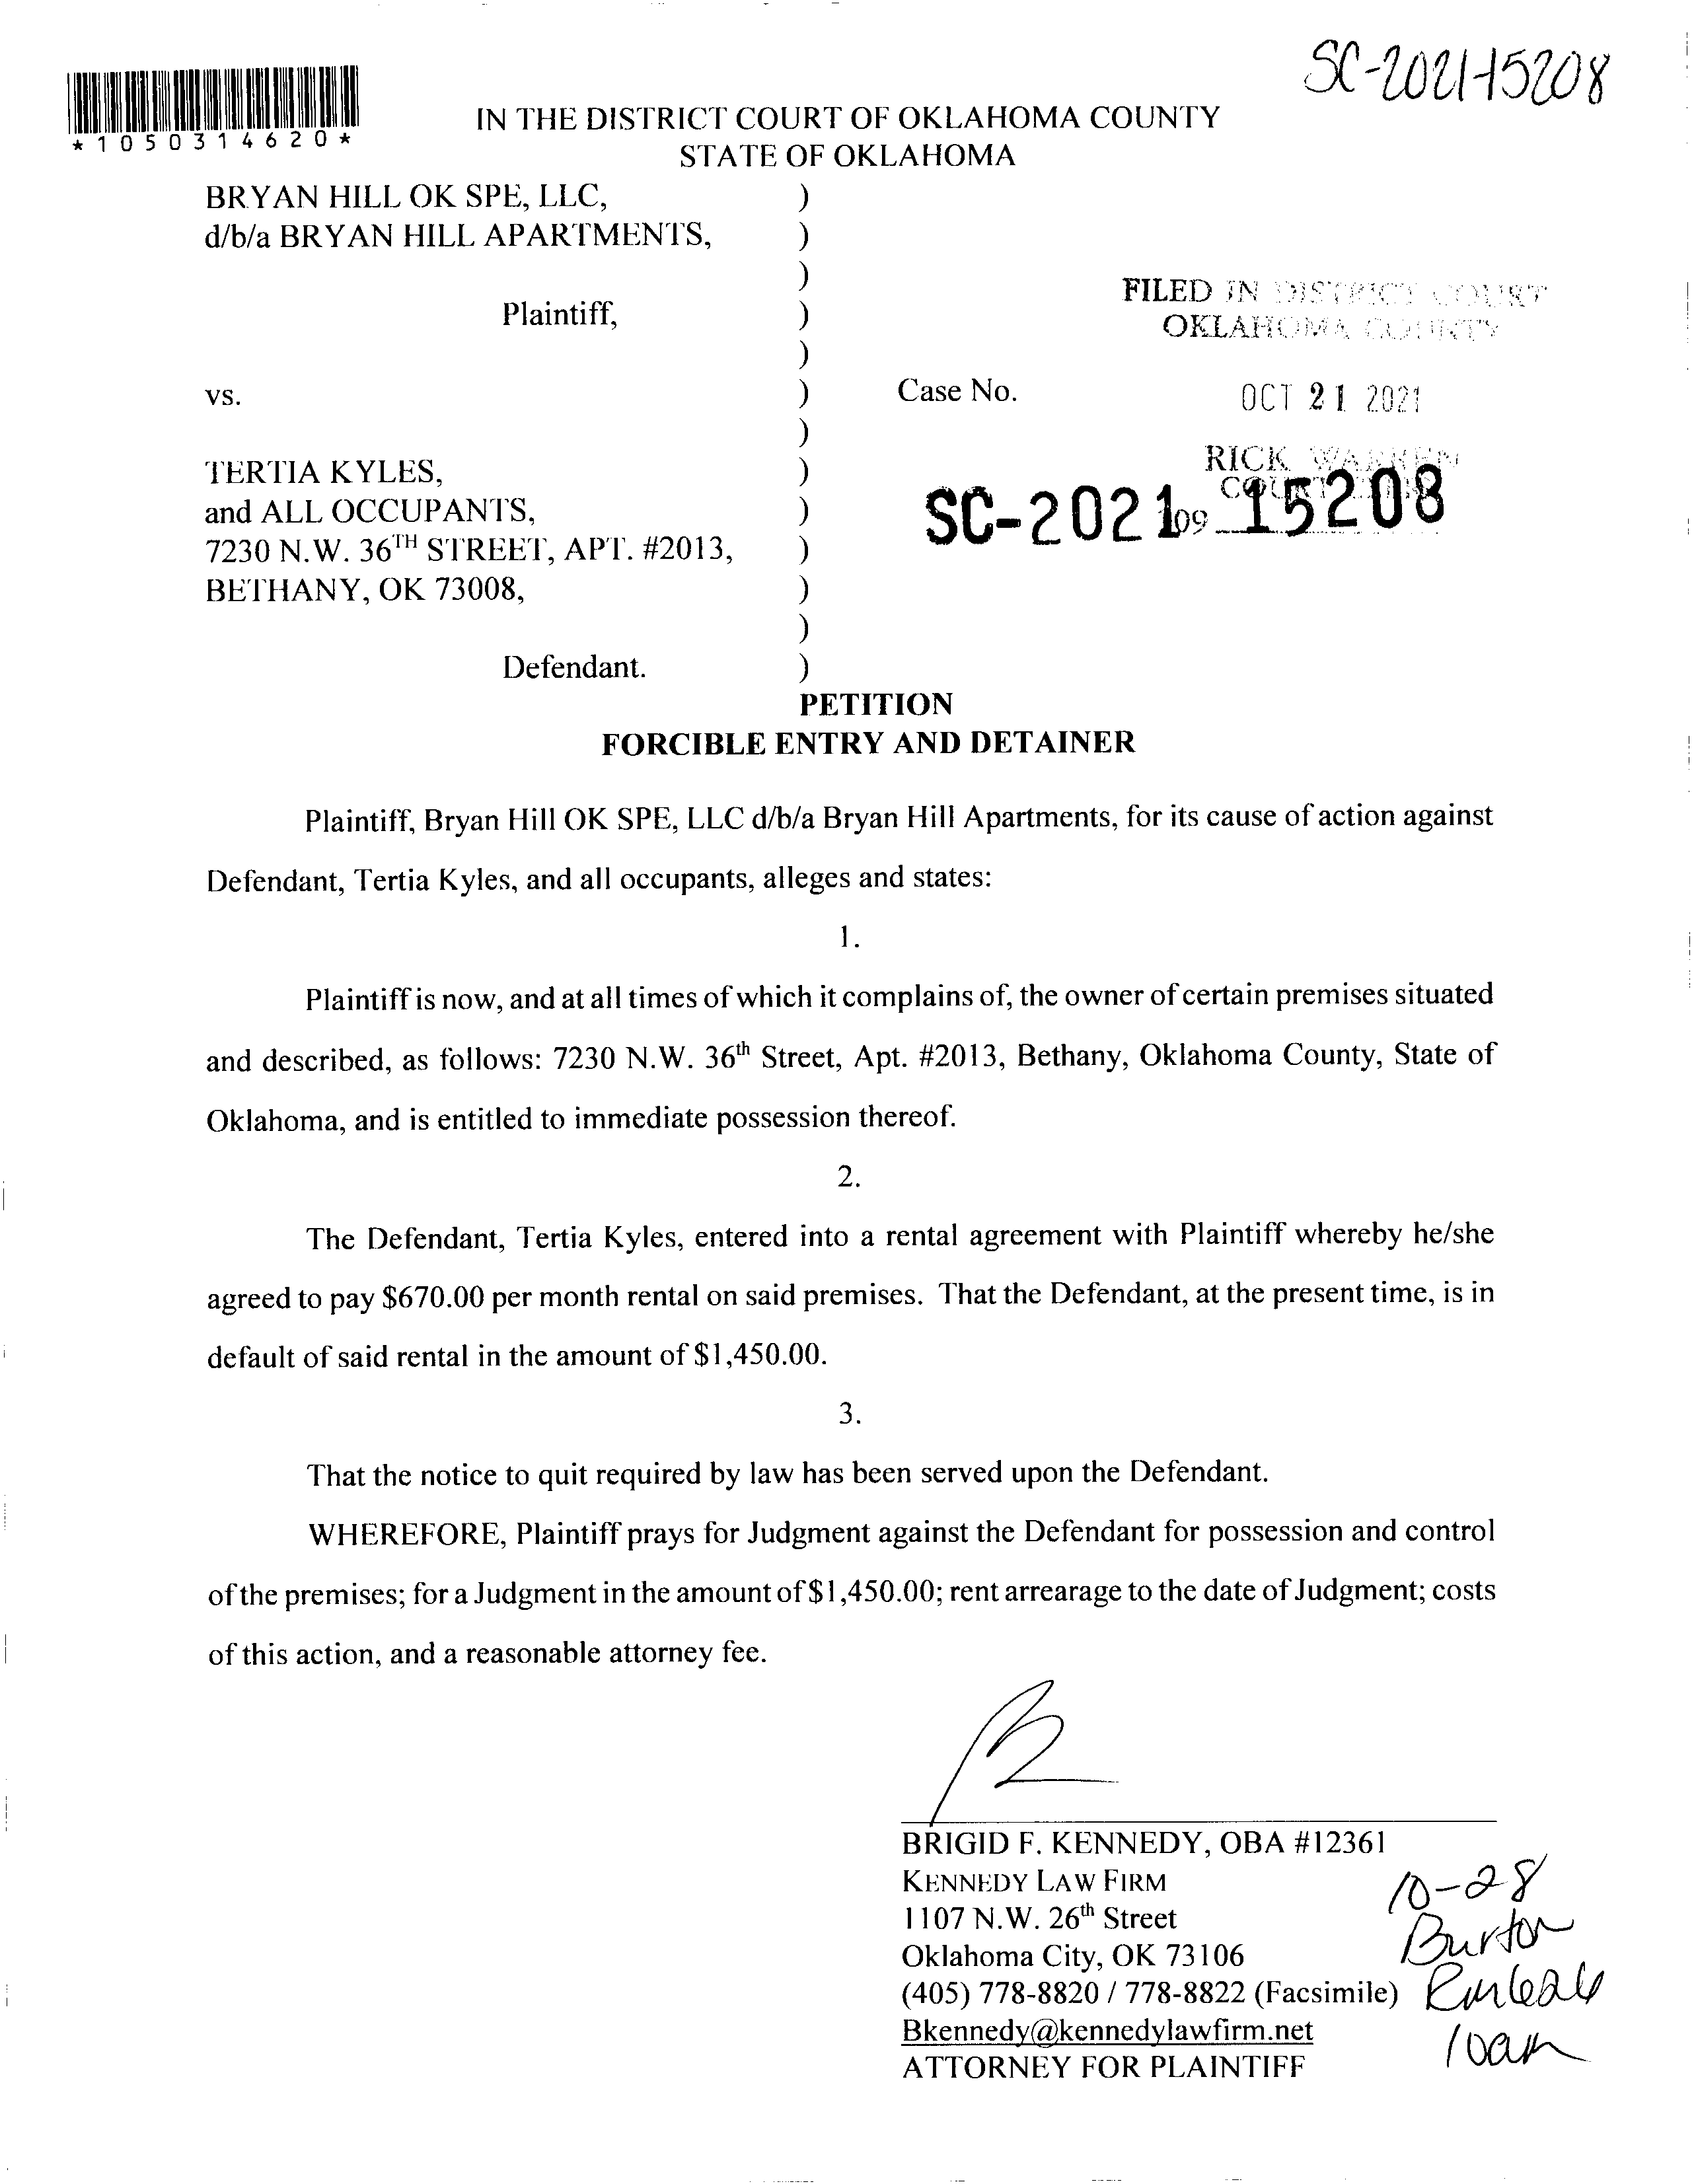 SC-2021-15208
*1050314620*
IN THE DISTRICT COURT OF OKLAHOMA COUNTY
STATE OF OKLAHOMA
BRYAN HILL OK SPE, LLC, )
d/b/a BRYAN HILL APARTMENTS, )
)
Plaintiff, )
)
vs. )
)
TERTIA KYLES, )
and ALL OCCUPANTS, )
7230 N.W. 36TH STREET, APT. #2013, )
BETHANY, OK 73008, )
)
Defendant. )
FILED IN DISTRICT COURT
OKLAHOMA COUNTY
Case No.
OCT 21 2021
RICK WARREN
COURT
109
SC-2021-15208
PETITION
FORCIBLE ENTRY AND DETAINER
Plaintiff, Bryan Hill OK SPE, LLC d/b/a Bryan Hill Apartments, for its cause of action against
Defendant, Tertia Kyles, and all occupants, alleges and states:
1.
Plaintiff is now, and at all times of which it complains of, the owner of certain premises situated
and described, as follows: 7230 N.W. 36th Street, Apt. #2013, Bethany, Oklahoma County, State of
Oklahoma, and is entitled to immediate possession thereof.
2.
The Defendant, Tertia Kyles, entered into a rental agreement with Plaintiff whereby he/she
agreed to pay $670.00 per month rental on said premises. That the Defendant, at the present time, is in
default of said rental in the amount of $1,450.00.
3.
That the notice to quit required by law has been served upon the Defendant.
WHEREFORE, Plaintiff prays for Judgment against the Defendant for possession and control
of the premises; for a Judgment in the amount of $1,450.00; rent arrearage to the date of Judgment; costs
of this action, and a reasonable attorney fee.
BRIGID F. KENNEDY, OBA #12361
KENNEDY LAW FIRM
1107 N.W. 26th Street
Oklahoma City, OK 73106
(405) 778-8820 / 778-8822 (Facsimile)
Bkennedy@kennedylawfirm.net
ATTORNEY FOR PLAINTIFF
10-28
Burton
10am